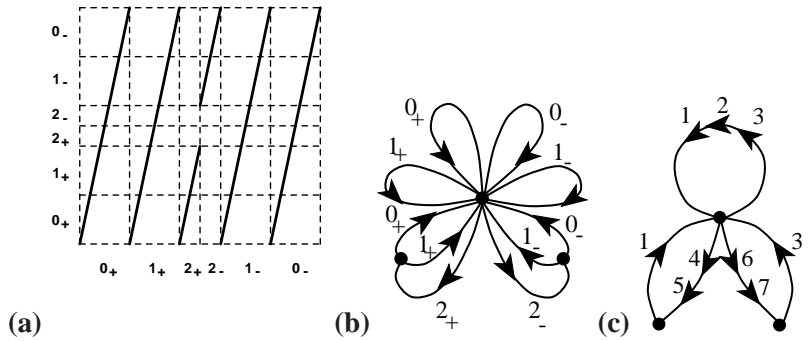 0₋
1₋
2₋
2₊
1₊
0₊
0₊ 1₊ 2₊ 2₋ 1₋ 0₋
(a)
0₊ 0₋
1₊ 1₋
0₊ 1₊ 1₋ 0₋
2₊ 2₋
(b)
1 2 3
1 4 6 3
5 7
(c)